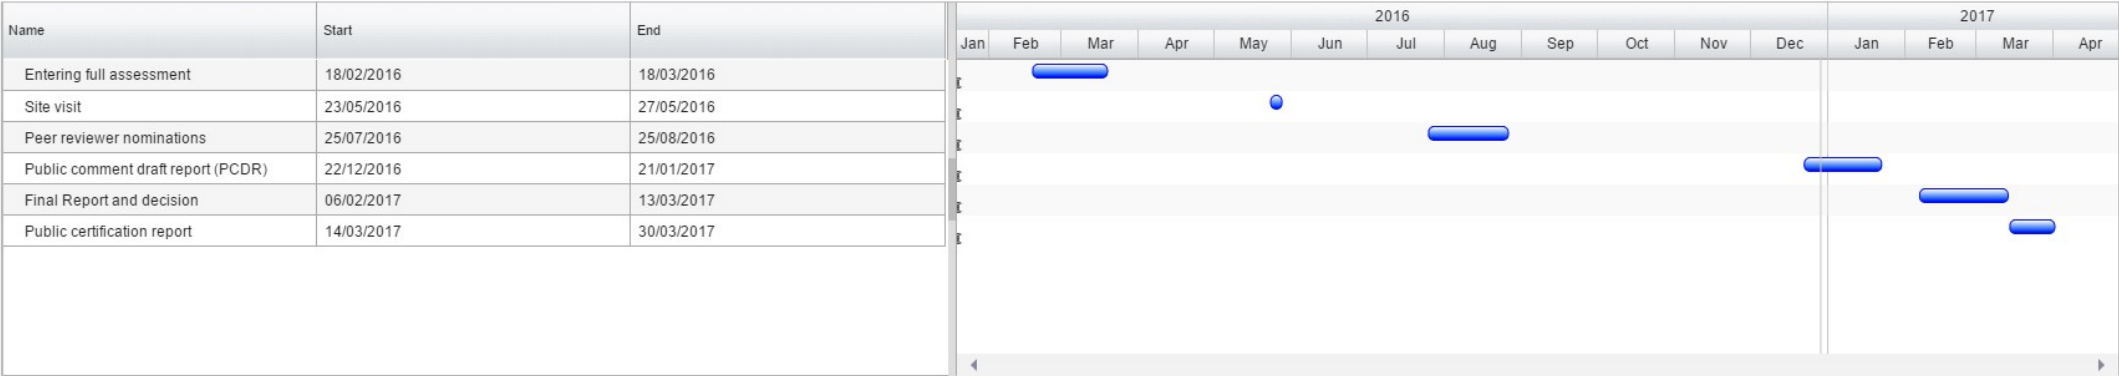 2016 2017
Name Start End
Jan Feb Mar Apr May Jun Jul Aug Sep Oct Nov Dec Jan Feb Mar Apr
Entering full assessment 18/02/2016 18/03/2016
Site visit 23/05/2016 27/05/2016
Peer reviewer nominations 25/07/2016 25/08/2016
Public comment draft report (PCDR) 22/12/2016 21/01/2017
Final Report and decision 06/02/2017 13/03/2017
Public certification report 14/03/2017 30/03/2017